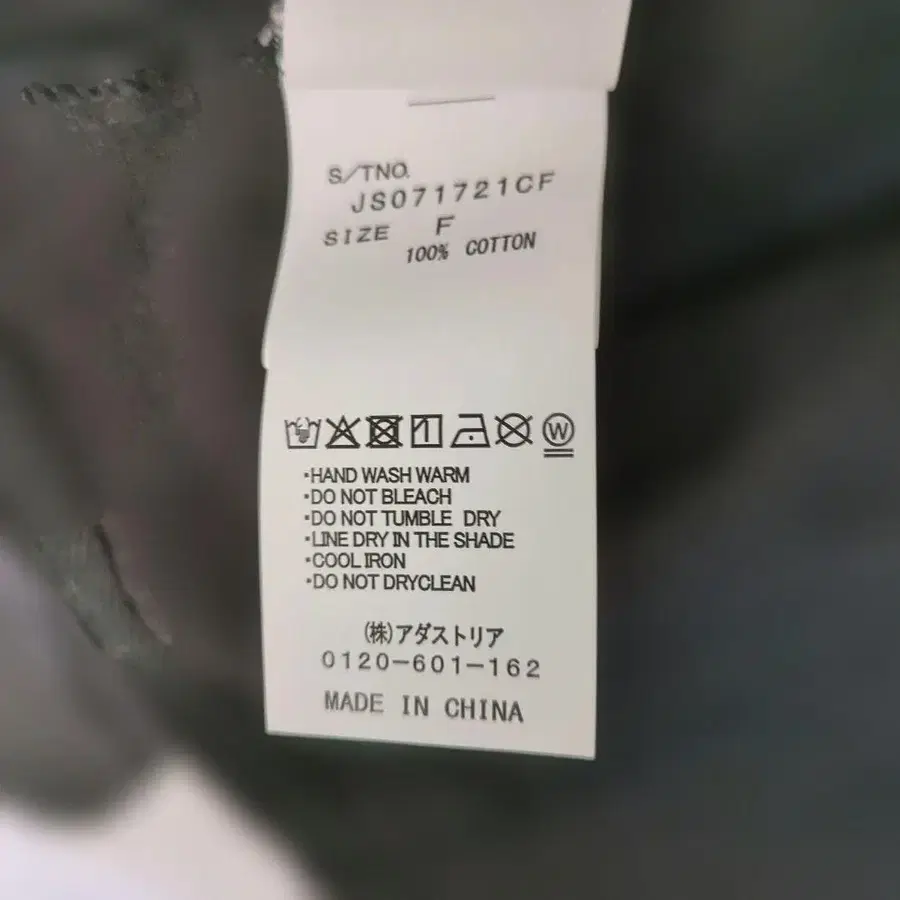 S/TNO.
JS071721CF
SIZE F
100% COTTON
W
·HAND WASH WARM
·DO NOT BLEACH
·DO NOT TUMBLE DRY
·LINE DRY IN THE SHADE
·COOL IRON
·DO NOT DRYCLEAN
(株)アダストリア
0120-601-162
MADE IN CHINA